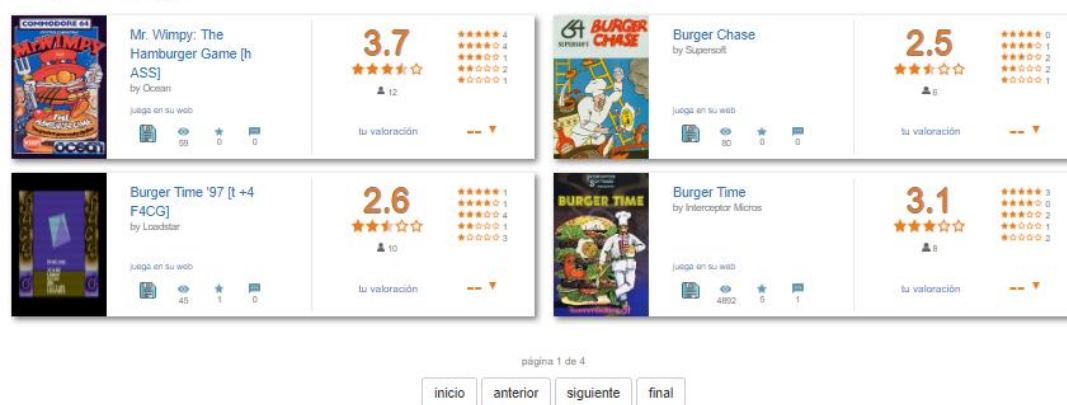 COMMODORE 64
Mr. WIMPY
THE
HAMBURGER GAME
ocean
Mr. Wimpy: The
Hamburger Game [h
ASS]
by Ocean
juega en su web
59
0
0
3.7
12
4
4
1
2
1
tu valoración
--
64 BURGER
SUPERSOFT CHASE
Burger Chase
by Supersoft
juega en su web
80
0
0
2.5
6
0
1
2
2
1
tu valoración
--
Burger Time '97 [t +4
F4CG]
by Loadstar
juega en su web
45
1
0
2.6
10
1
1
4
1
3
tu valoración
--
BURGER TIME
Burger Time
by Interceptor Micros
juega en su web
4892
5
1
3.1
8
3
0
2
1
2
tu valoración
--
página 1 de 4
inicio
anterior
siguiente
final